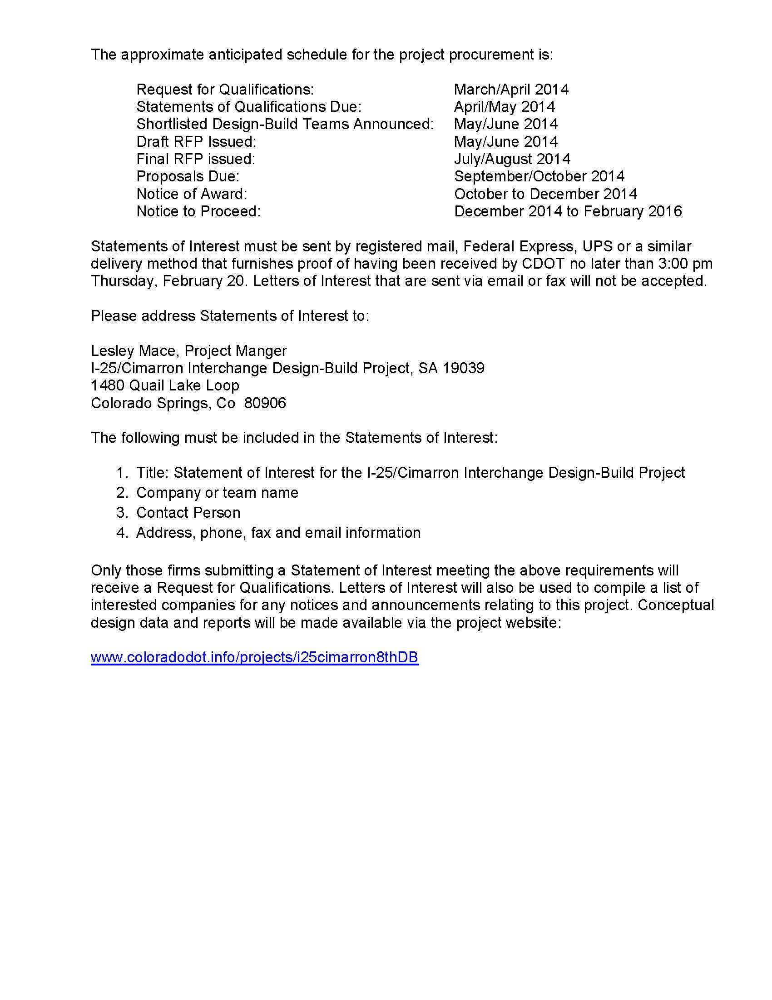 The approximate anticipated schedule for the project procurement is:
Request for Qualifications: March/April 2014
Statements of Qualifications Due: April/May 2014
Shortlisted Design-Build Teams Announced: May/June 2014
Draft RFP Issued: May/June 2014
Final RFP issued: July/August 2014
Proposals Due: September/October 2014
Notice of Award: October to December 2014
Notice to Proceed: December 2014 to February 2016
Statements of Interest must be sent by registered mail, Federal Express, UPS or a similar
delivery method that furnishes proof of having been received by CDOT no later than 3:00 pm
Thursday, February 20. Letters of Interest that are sent via email or fax will not be accepted.
Please address Statements of Interest to:
Lesley Mace, Project Manger
I-25/Cimarron Interchange Design-Build Project, SA 19039
1480 Quail Lake Loop
Colorado Springs, Co  80906
The following must be included in the Statements of Interest:
1. Title: Statement of Interest for the I-25/Cimarron Interchange Design-Build Project
2. Company or team name
3. Contact Person
4. Address, phone, fax and email information
Only those firms submitting a Statement of Interest meeting the above requirements will
receive a Request for Qualifications. Letters of Interest will also be used to compile a list of
interested companies for any notices and announcements relating to this project. Conceptual
design data and reports will be made available via the project website:
www.coloradodot.info/projects/i25cimarron8thDB